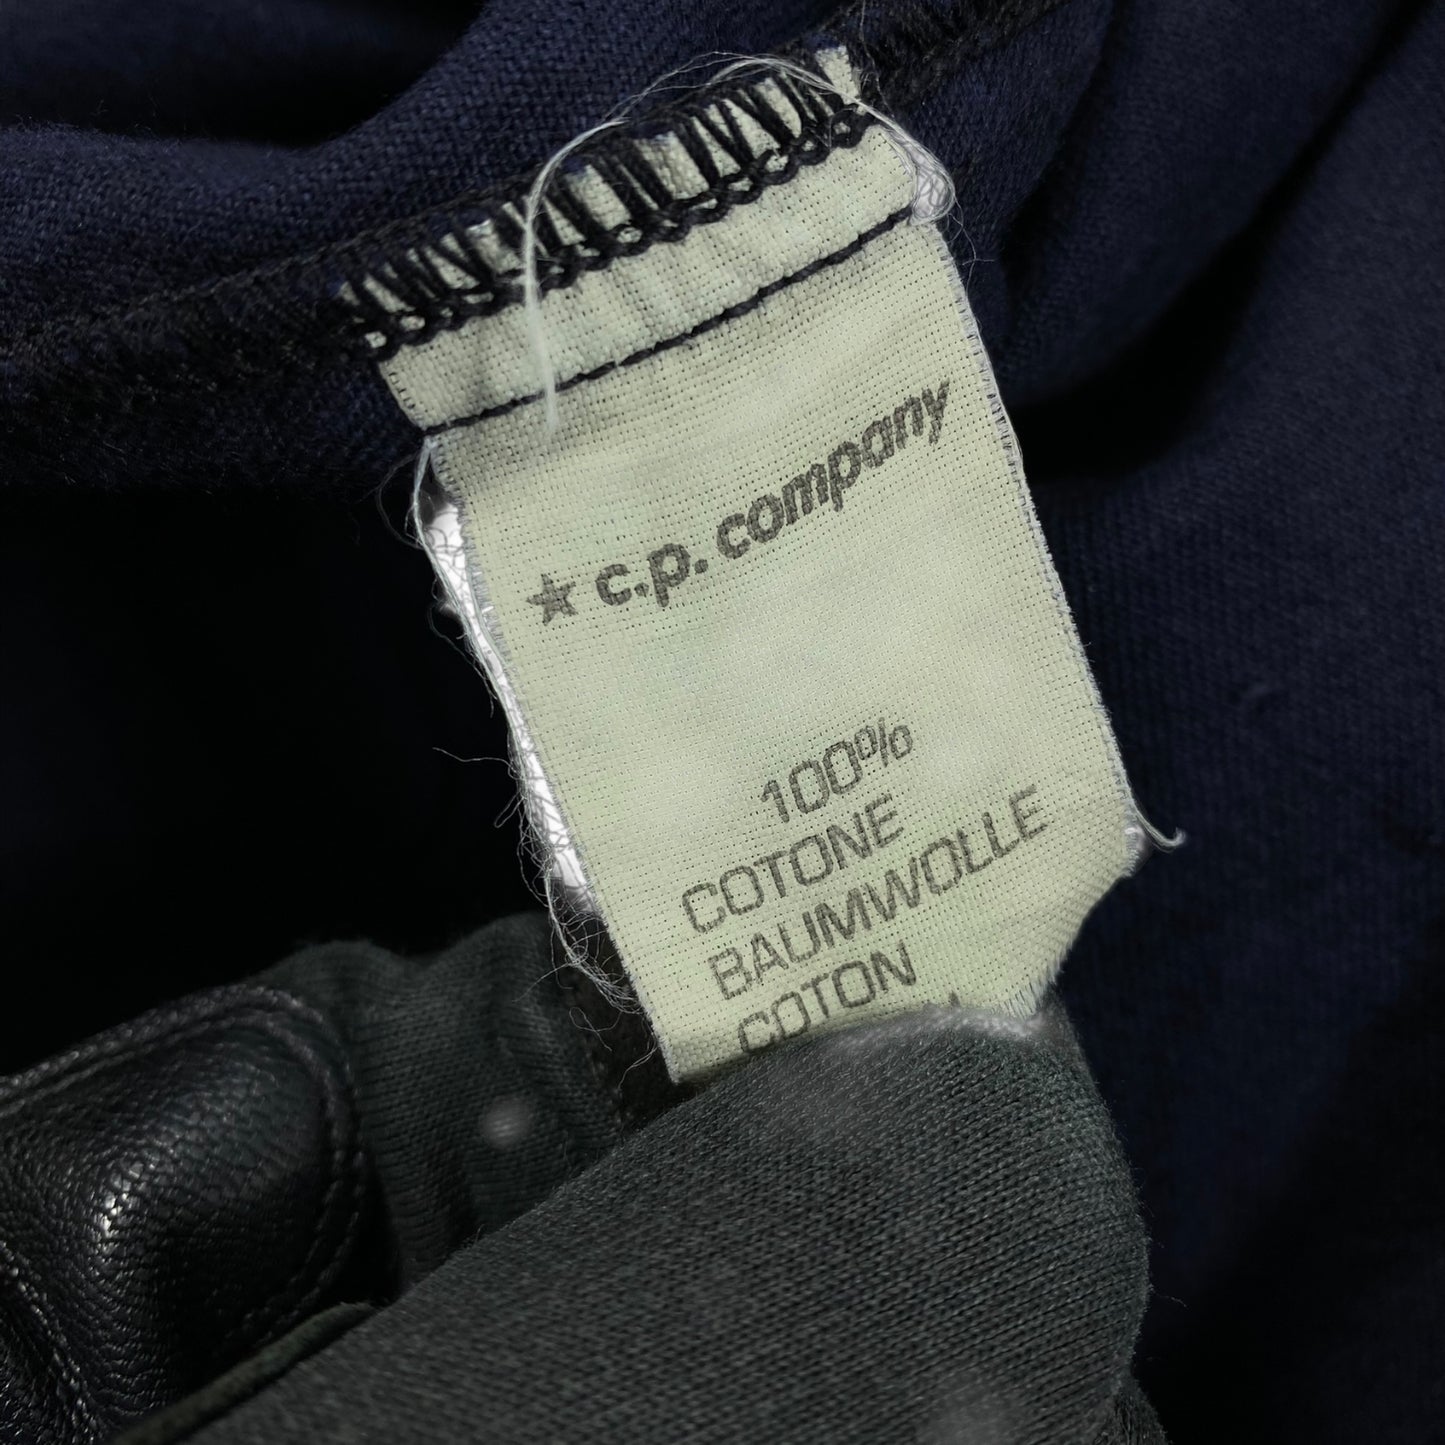 ★ c.p. company
100%
COTONE
BAUMWOLLE
COTON